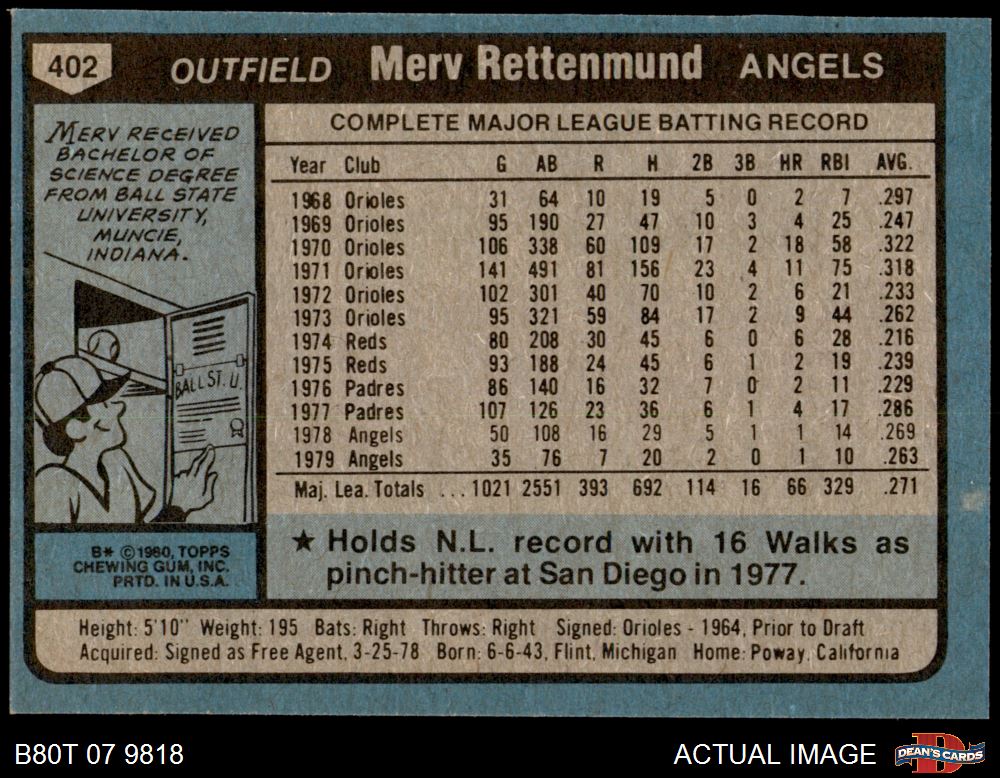 402 OUTFIELD Merv Rettenmund ANGELS
MERV RECEIVED
BACHELOR OF
SCIENCE DEGREE
FROM BALL STATE
UNIVERSITY,
MUNCIE,
INDIANA.
BALL ST. U.
B* ©1980, TOPPS
CHEWING GUM, INC.
PRTD. IN U.S.A.
COMPLETE MAJOR LEAGUE BATTING RECORD
Year Club G AB R H 2B 3B HR RBI AVG.
1968 Orioles 31 64 10 19 5 0 2 7 .297
1969 Orioles 95 190 27 47 10 3 4 25 .247
1970 Orioles 106 338 60 109 17 2 18 58 .322
1971 Orioles 141 491 81 156 23 4 11 75 .318
1972 Orioles 102 301 40 70 10 2 6 21 .233
1973 Orioles 95 321 59 84 17 2 9 44 .262
1974 Reds 80 208 30 45 6 0 6 28 .216
1975 Reds 93 188 24 45 6 1 2 19 .239
1976 Padres 86 140 16 32 7 0 2 11 .229
1977 Padres 107 126 23 36 6 1 4 17 .286
1978 Angels 50 108 16 29 5 1 1 14 .269
1979 Angels 35 76 7 20 2 0 1 10 .263
Maj. Lea. Totals ... 1021 2551 393 692 114 16 66 329 .271
★ Holds N.L. record with 16 Walks as
pinch-hitter at San Diego in 1977.
Height: 5'10" Weight: 195 Bats: Right Throws: Right Signed: Orioles - 1964, Prior to Draft
Acquired: Signed as Free Agent, 3-25-78 Born: 6-6-43, Flint, Michigan Home: Poway, California
B80T 07 9818 ACTUAL IMAGE DEAN'S CARDS